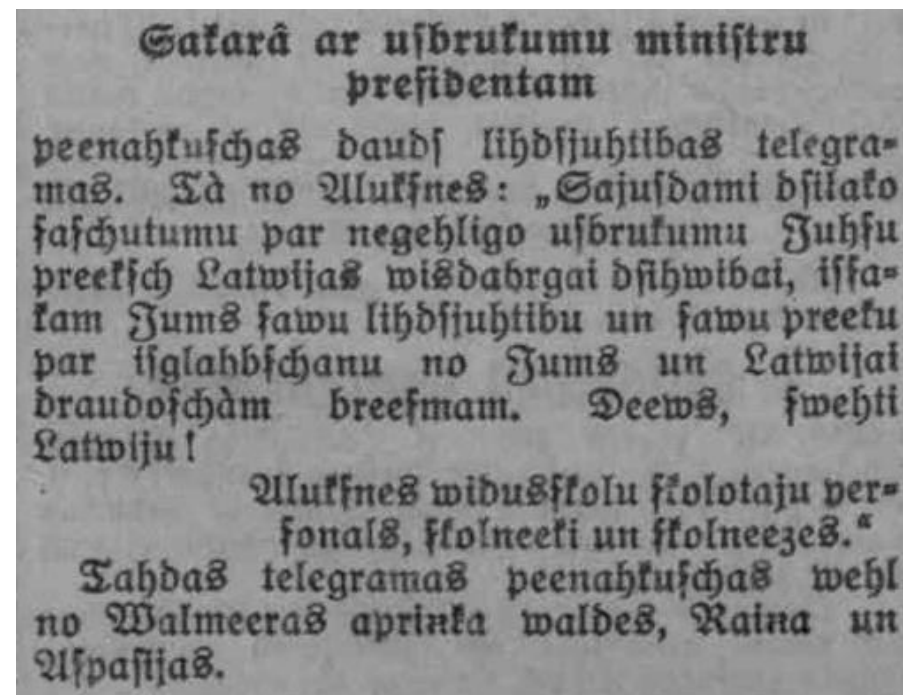 Sakarâ ar uſbrukumu miniſtru
preſidentam
peenahkuſchas daudſ lihdſjuhtibas telegra-
mas. Tà no Alukſnes: „Sajuſdami dſilako
ſaſchutumu par negehligo uſbrukumu Juhſu
preekſch Latwijas wisdahrgai dſihwibai, iſſa-
kam Jums ſawu lihdſjuhtibu un ſawu preeku
par iſglahbſchanu no Jums un Latwijai
draudoſchàm breeſmam. Deews, ſwehti
Latwiju!
Alukſnes widusſkolu ſkolotaju per-
ſonals, ſkolneeki un ſkolneezes.“
Tahdas telegramas peenahkuſchas wehl
no Walmeeras aprinka waldes, Raiņa un
Aſpaſijas.